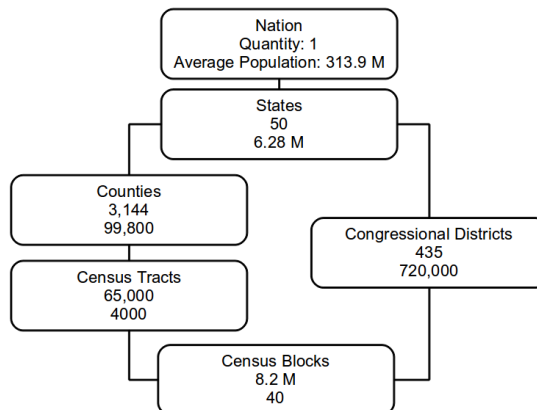 Nation
Quantity: 1
Average Population: 313.9 M
States
50
6.28 M
Counties
3,144
99,800
Congressional Districts
435
720,000
Census Tracts
65,000
4000
Census Blocks
8.2 M
40